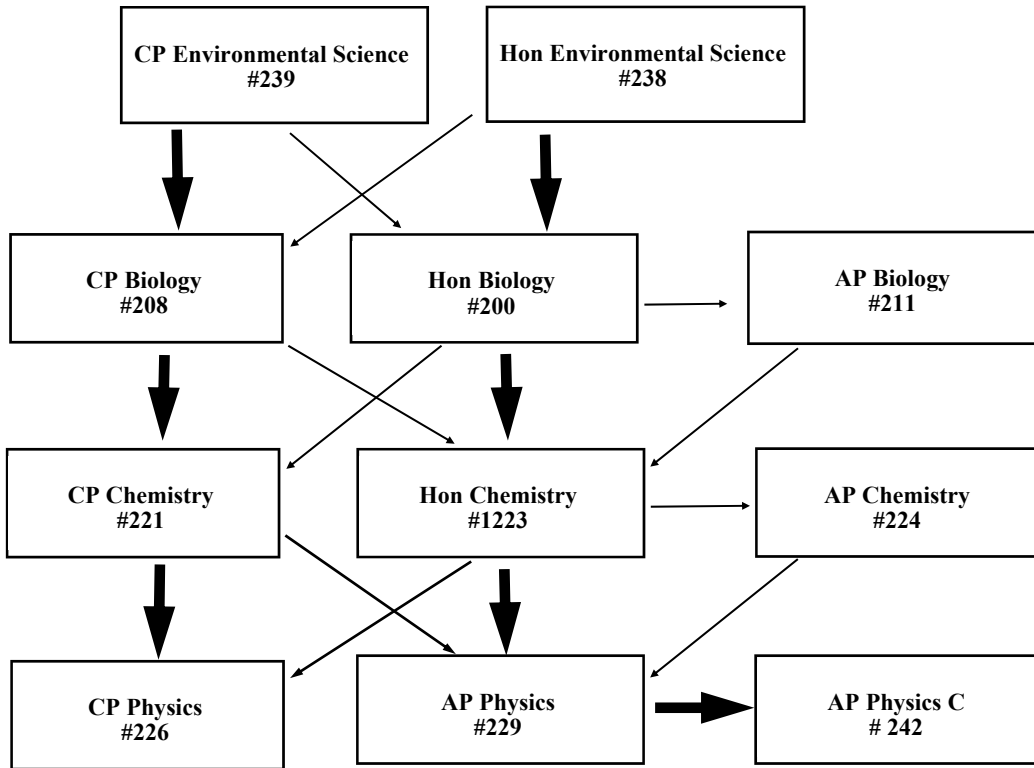 CP Environmental Science
#239
Hon Environmental Science
#238
CP Biology
#208
Hon Biology
#200
AP Biology
#211
CP Chemistry
#221
Hon Chemistry
#1223
AP Chemistry
#224
CP Physics
#226
AP Physics
#229
AP Physics C
# 242